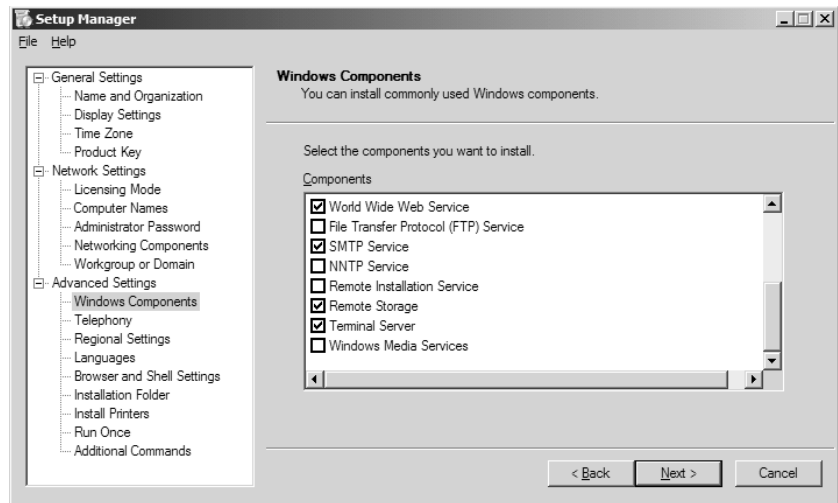 Setup Manager
File Help
General Settings
Name and Organization
Display Settings
Time Zone
Product Key
Network Settings
Licensing Mode
Computer Names
Administrator Password
Networking Components
Workgroup or Domain
Advanced Settings
Windows Components
Telephony
Regional Settings
Languages
Browser and Shell Settings
Installation Folder
Install Printers
Run Once
Additional Commands
Windows Components
You can install commonly used Windows components.
Select the components you want to install.
Components
World Wide Web Service
File Transfer Protocol (FTP) Service
SMTP Service
NNTP Service
Remote Installation Service
Remote Storage
Terminal Server
Windows Media Services
< Back
Next >
Cancel